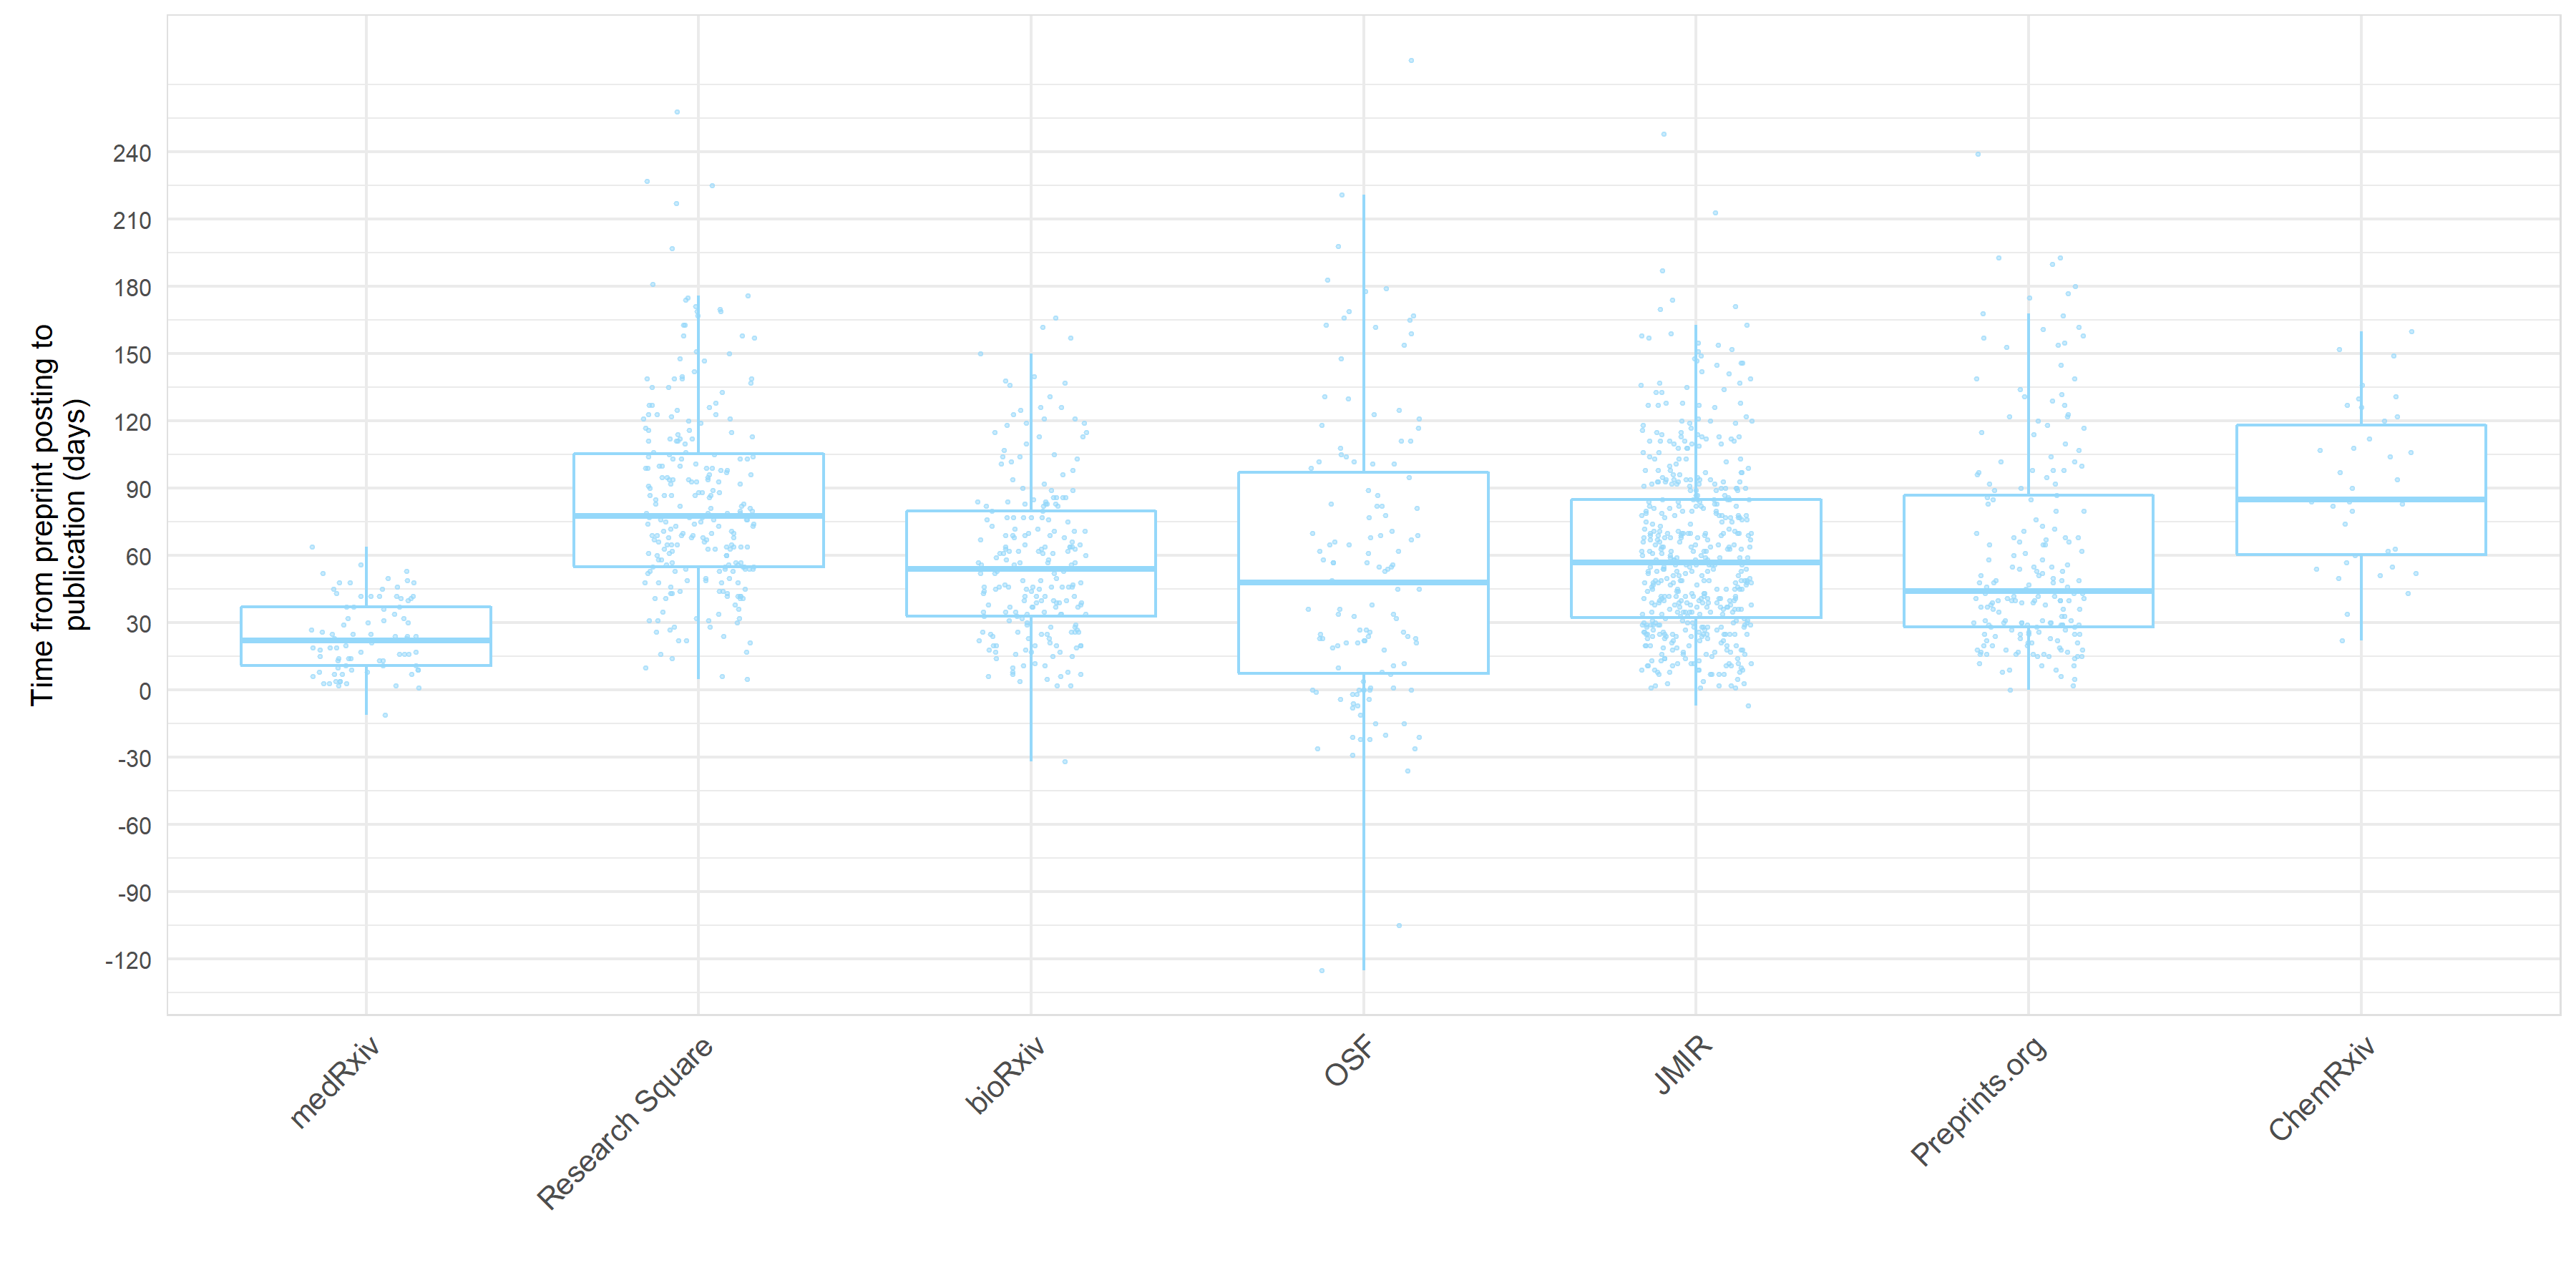 Time from preprint posting to
publication (days)
240
210
180
150
120
90
60
30
0
-30
-60
-90
-120
medRxiv
Research Square
bioRxiv
OSF
JMIR
Preprints.org
ChemRxiv